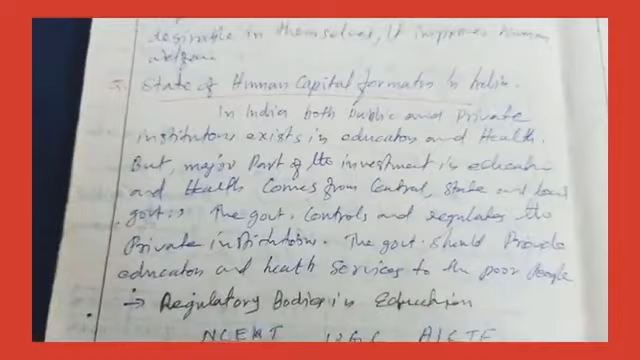 desirable in themselves, it improves human
welfare
5. State of Human Capital formation in India.
In India both Public and Private
institutions exists in education and Health.
But, major Part of the investment in education
and Health Comes from Central, State and local
govt:s The govt. Controls and regulates the
Private institutions. The govt. should Provide
education and health Services to the poor People
→ Regulatory Bodies in Education
NCERT UGC AICTE